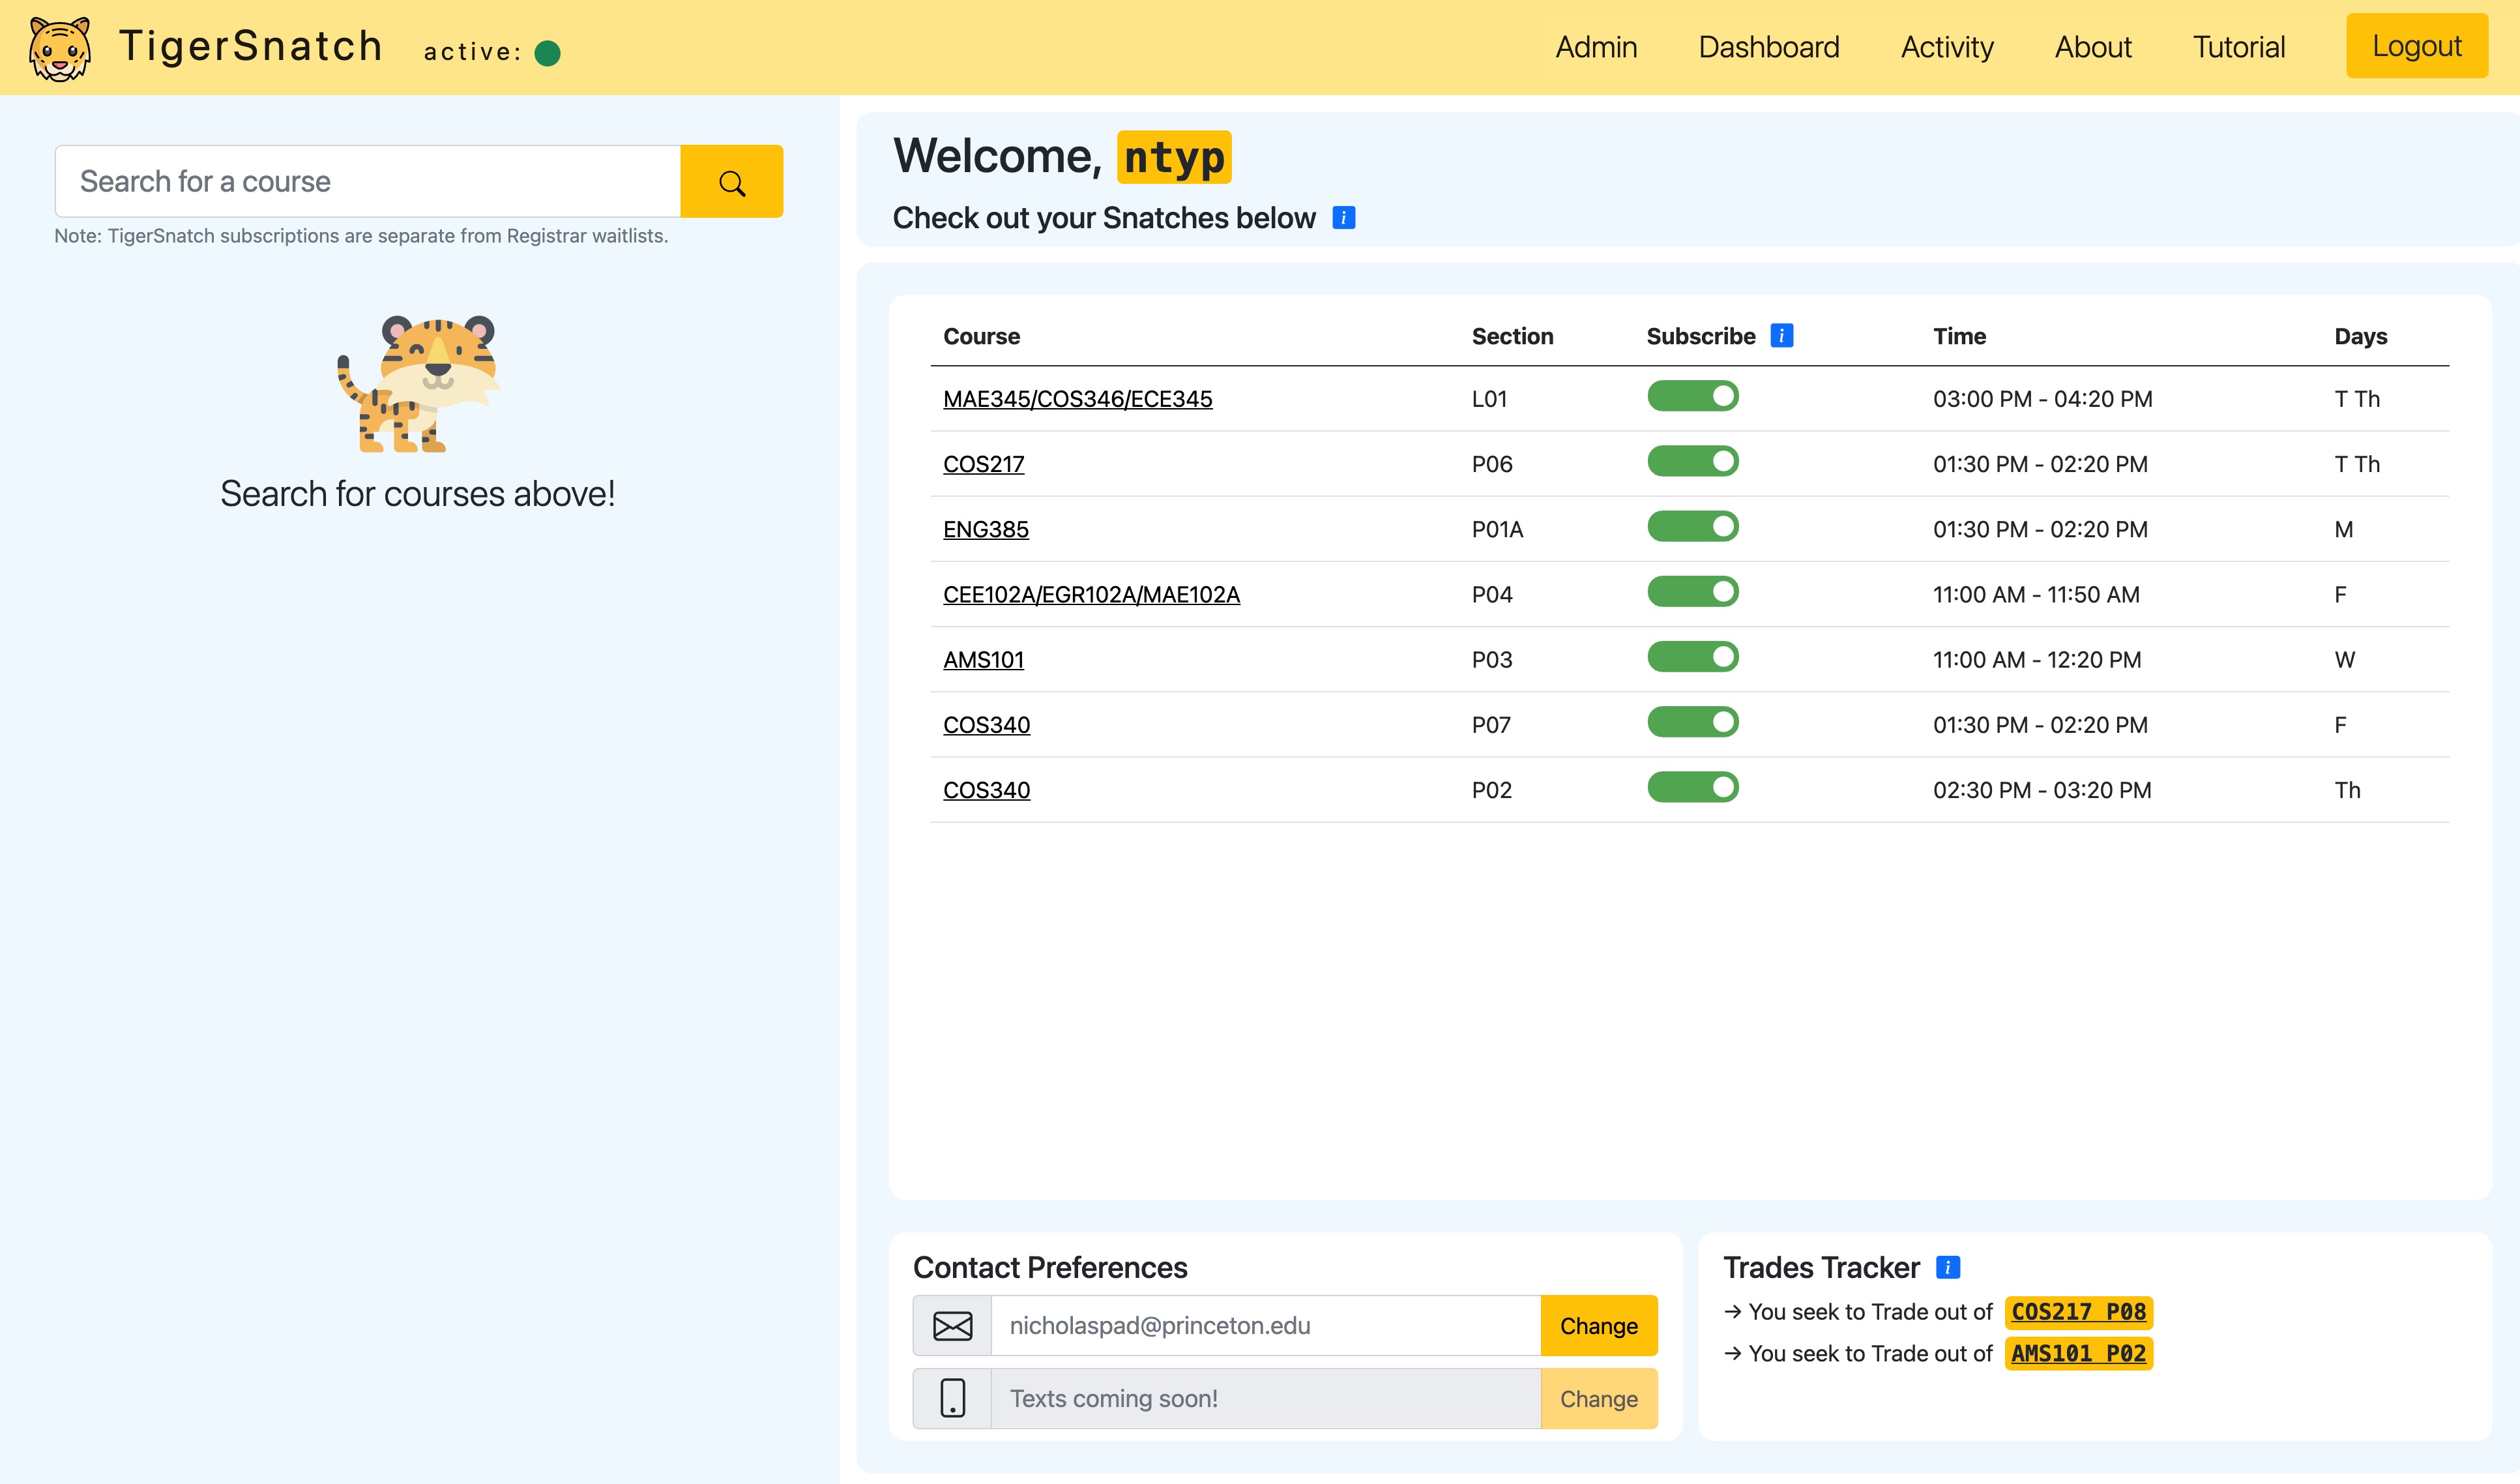 TigerSnatch active:
Admin Dashboard Activity About Tutorial Logout
Search for a course
Note: TigerSnatch subscriptions are separate from Registrar waitlists.
Search for courses above!
Welcome, ntyp
Check out your Snatches below i
Course Section Subscribe i Time Days
MAE345/COS346/ECE345 L01 03:00 PM - 04:20 PM T Th
COS217 P06 01:30 PM - 02:20 PM T Th
ENG385 P01A 01:30 PM - 02:20 PM M
CEE102A/EGR102A/MAE102A P04 11:00 AM - 11:50 AM F
AMS101 P03 11:00 AM - 12:20 PM W
COS340 P07 01:30 PM - 02:20 PM F
COS340 P02 02:30 PM - 03:20 PM Th
Contact Preferences
nicholaspad@princeton.edu Change
Texts coming soon! Change
Trades Tracker i
→ You seek to Trade out of COS217 P08
→ You seek to Trade out of AMS101 P02